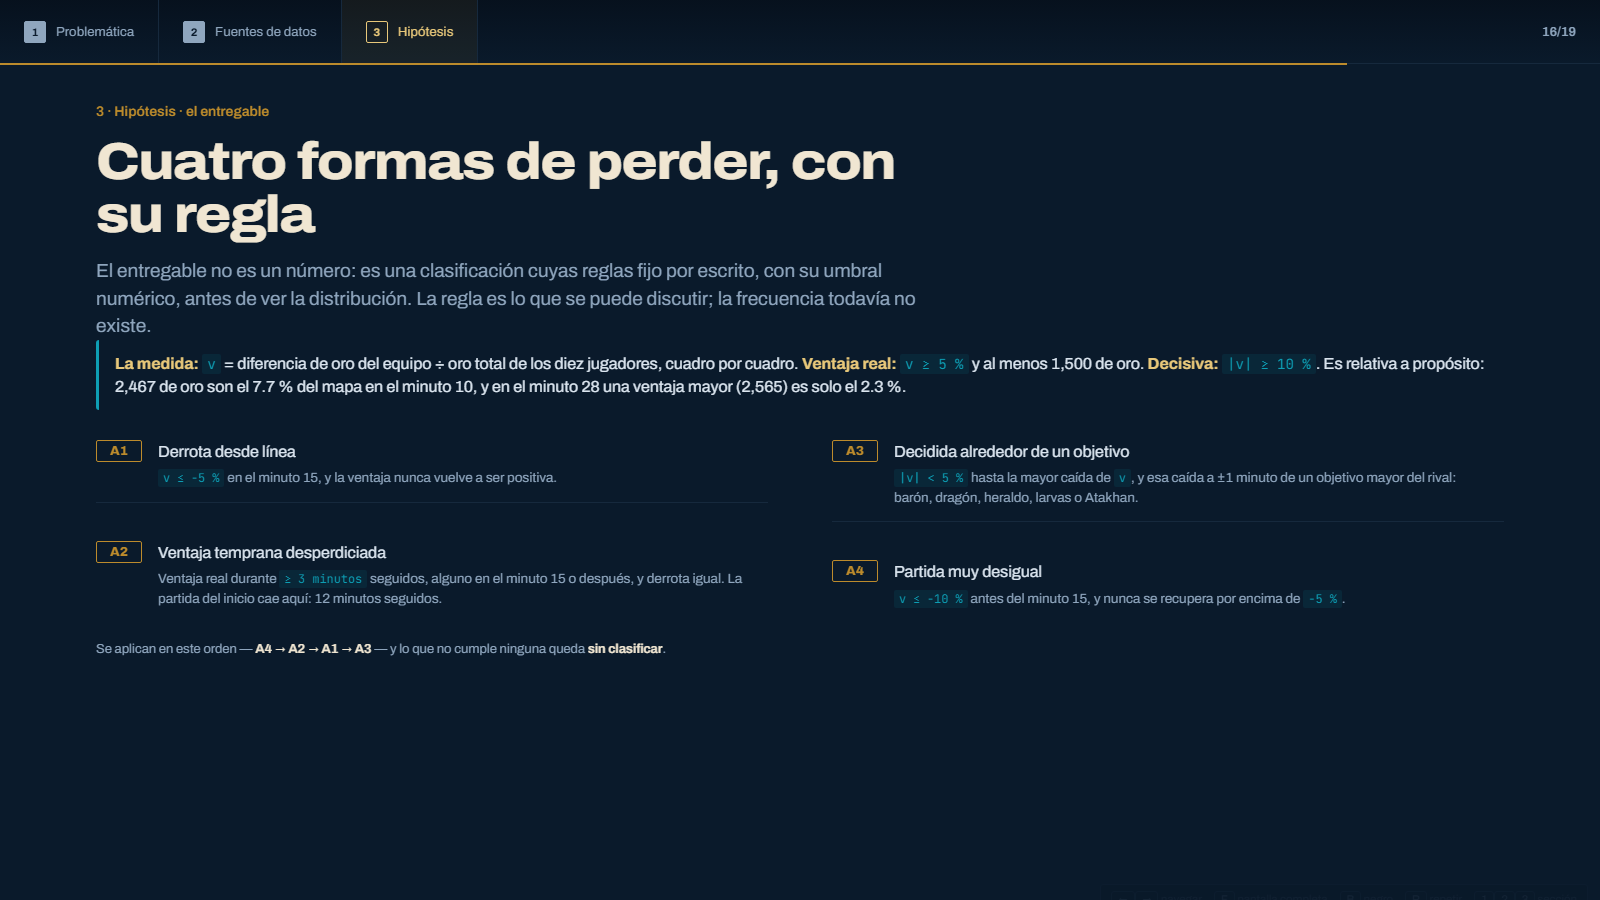 1 Problemática
2 Fuentes de datos
3 Hipótesis
16/19
3 · Hipótesis · el entregable
Cuatro formas de perder, con
su regla
El entregable no es un número: es una clasificación cuyas reglas fijo por escrito, con su umbral
numérico, antes de ver la distribución. La regla es lo que se puede discutir; la frecuencia todavía no
existe.
La medida: v = diferencia de oro del equipo ÷ oro total de los diez jugadores, cuadro por cuadro. Ventaja real: v ≥ 5 % y al menos 1,500 de oro. Decisiva: |v| ≥ 10 % . Es relativa a propósito:
2,467 de oro son el 7.7 % del mapa en el minuto 10, y en el minuto 28 una ventaja mayor (2,565) es solo el 2.3 %.
A1 Derrota desde línea
v ≤ -5 % en el minuto 15, y la ventaja nunca vuelve a ser positiva.
A2 Ventaja temprana desperdiciada
Ventaja real durante ≥ 3 minutos seguidos, alguno en el minuto 15 o después, y derrota igual. La
partida del inicio cae aquí: 12 minutos seguidos.
A3 Decidida alrededor de un objetivo
|v| < 5 % hasta la mayor caída de v , y esa caída a ±1 minuto de un objetivo mayor del rival:
barón, dragón, heraldo, larvas o Atakhan.
A4 Partida muy desigual
v ≤ -10 % antes del minuto 15, y nunca se recupera por encima de -5 % .
Se aplican en este orden — A4 → A2 → A1 → A3 — y lo que no cumple ninguna queda sin clasificar.